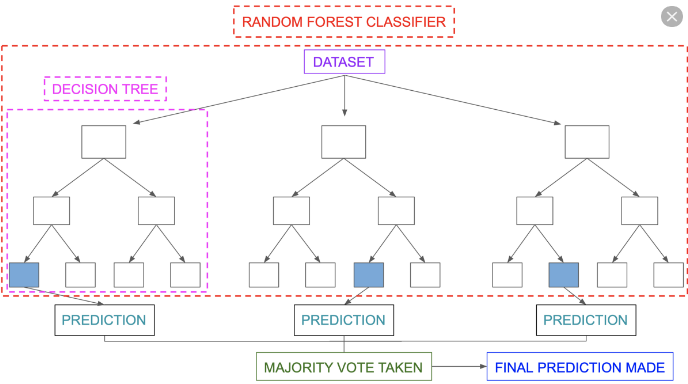 RANDOM FOREST CLASSIFIER
DATASET
DECISION TREE
PREDICTION
PREDICTION
PREDICTION
MAJORITY VOTE TAKEN
FINAL PREDICTION MADE